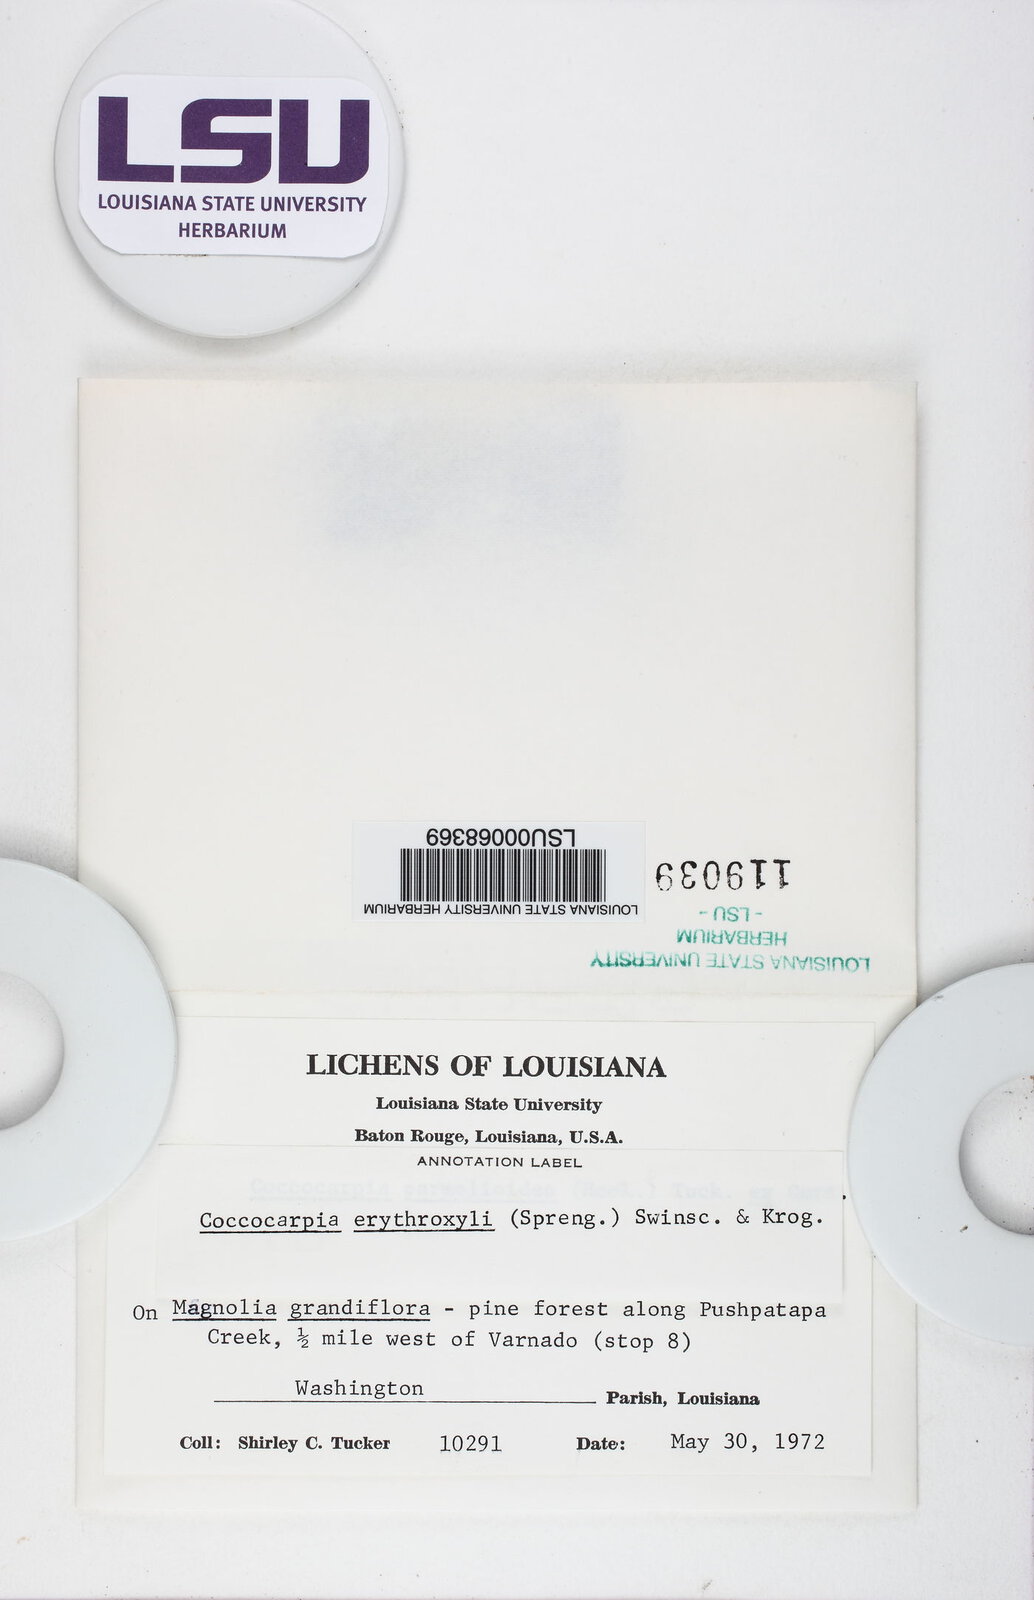 LSU
LOUISIANA STATE UNIVERSITY
HERBARIUM
LSU00068369
LOUISIANA STATE UNIVERSITY HERBARIUM
119039
- LSU -
HERBARIUM
LOUISIANA STATE UNIVERSITY
LICHENS OF LOUISIANA
Louisiana State University
Baton Rouge, Louisiana, U.S.A.
ANNOTATION LABEL
Coccocarpia erythroxyli (Spreng.) Swinsc. & Krog.
On Magnolia grandiflora - pine forest along Pushpatapa
Creek, ½ mile west of Varnado (stop 8)
Washington Parish, Louisiana
Coll: Shirley C. Tucker 10291 Date: May 30, 1972